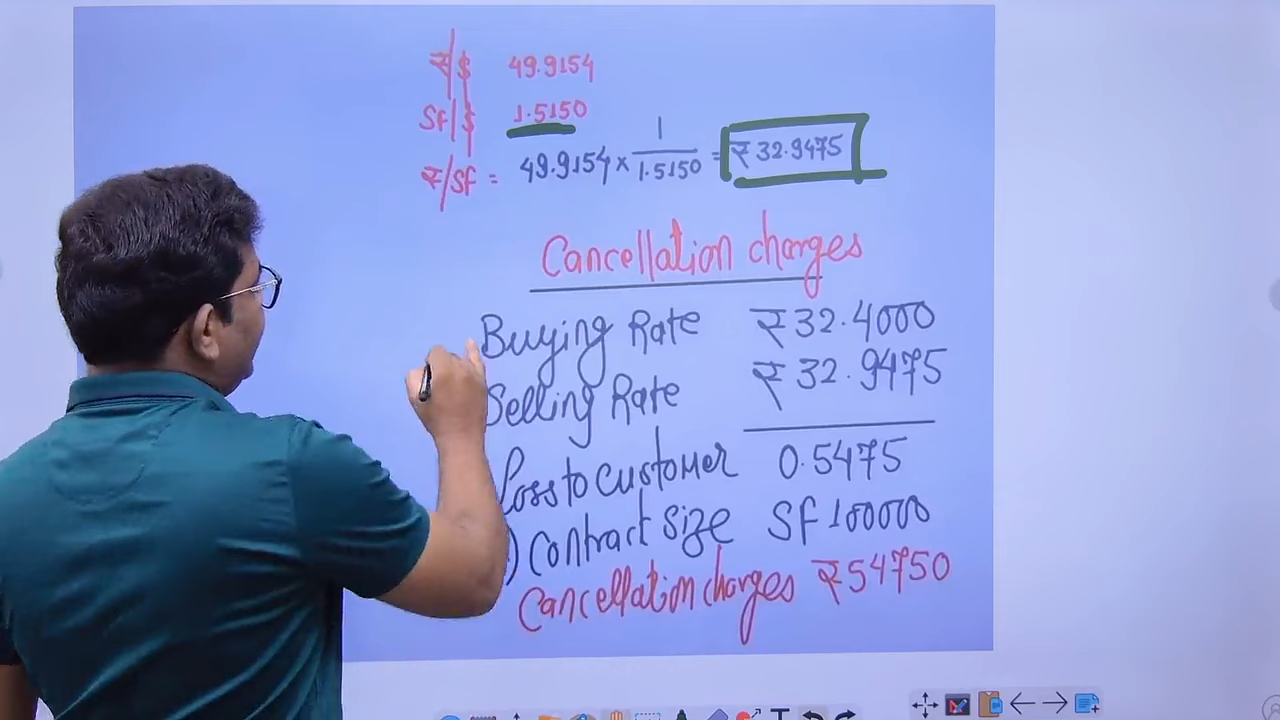 ₹/$ 49.9154
Sf/$ 1.5150
₹/Sf = 49.9154 × 1/1.5150 = ₹32.9475
Cancellation charges
Buying Rate ₹32.4000
Selling Rate ₹32.9475
Loss to customer 0.5475
) Contract Size SF 100000
Cancellation charges ₹54750